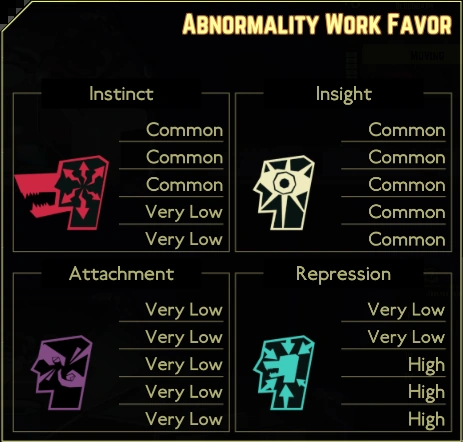 Abnormality Work Favor
Instinct
Common
Common
Common
Very Low
Very Low
Insight
Common
Common
Common
Common
Common
Attachment
Very Low
Very Low
Very Low
Very Low
Very Low
Repression
Very Low
Very Low
High
High
High